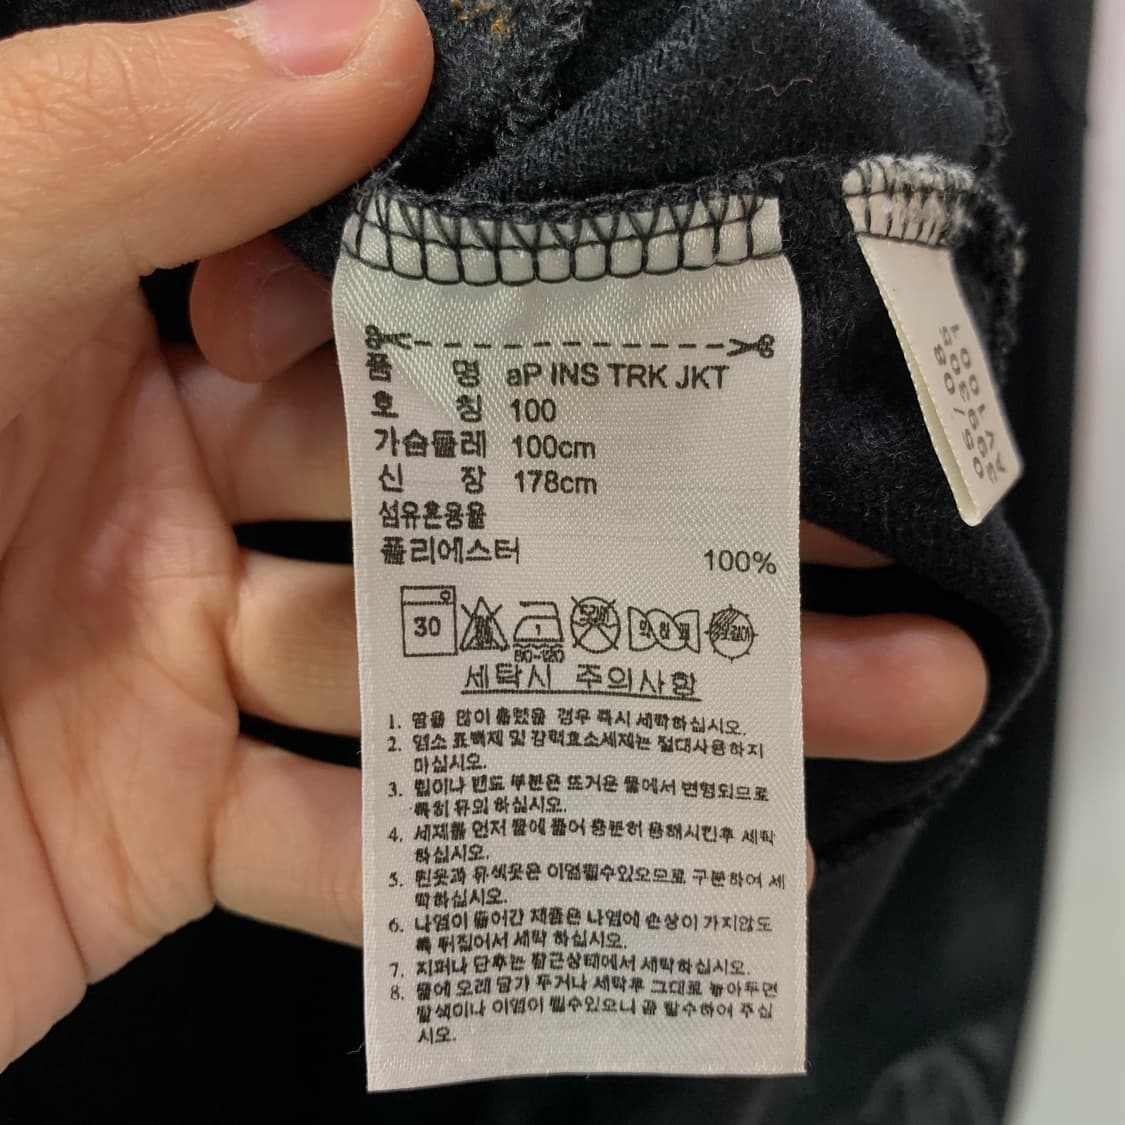 품 명 aP INS TRK JKT
호 칭 100
가슴둘레 100cm
신 장 178cm
섬유혼용율
폴리에스터 100%
30
1
80~120
세탁시 주의사항
1. 땀을 많이 흘렸을 경우 즉시 세탁하십시오.
2. 염소 표백제 및 강력효소세제는 절대사용하지
마십시오.
3. 립이나 밴드 부분은 뜨거운 물에서 변형되므로
특히 유의 하십시오.
4. 세제를 먼저 물에 풀어 충분히 용해시킨후 세탁
하십시오.
5. 흰옷과 유색옷은 이염될수있으므로 구분하여 세
탁하십시오.
6. 나염이 들어간 제품은 나염에 손상이 가지않도
록 뒤집어서 세탁 하십시오.
7. 지퍼나 단추는 잠근상태에서 세탁하십시오.
8. 물에 오래 담가 두거나 세탁후 그대로 놓아두면
탈색이나 이염이 될수있으니 곧 탈수하여 주십
시오.